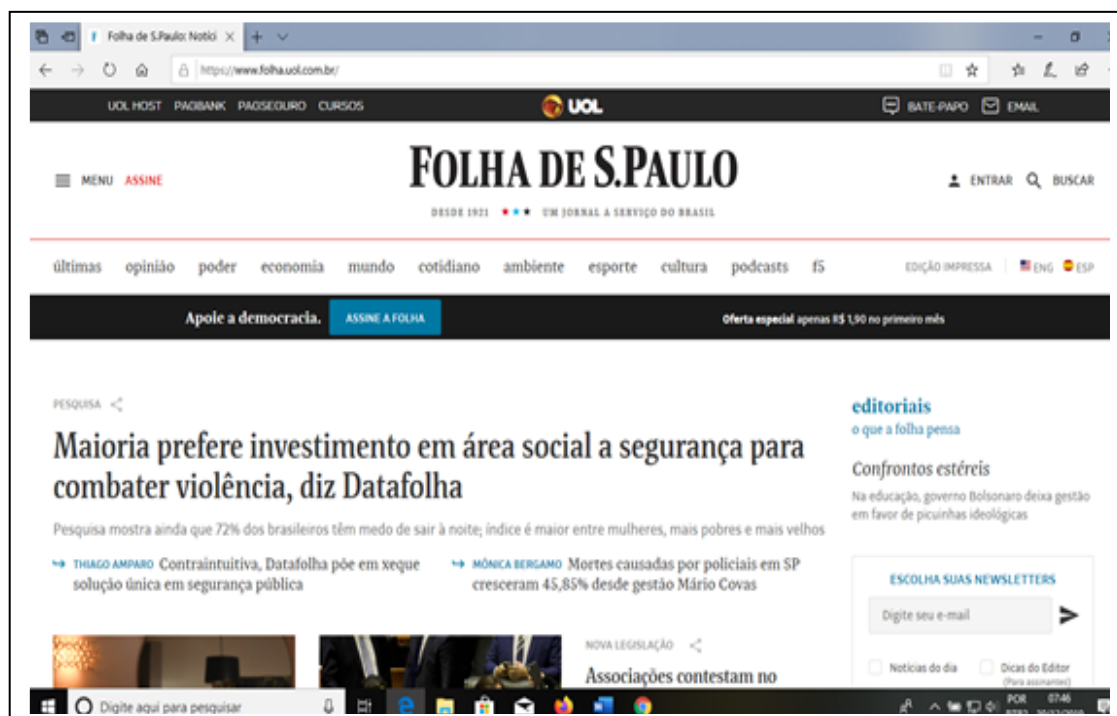 Folha de S.Paulo: Notíci
https://www.folha.uol.com.br/
UOL HOST PAGBANK PAGSEGURO CURSOS
UOL
BATE-PAPO EMAIL
MENU ASSINE
FOLHA DE S.PAULO
ENTRAR BUSCAR
DESDE 1921 ★★★ UM JORNAL A SERVIÇO DO BRASIL
últimas opinião poder economia mundo cotidiano ambiente esporte cultura podcasts f5
EDIÇÃO IMPRESSA ENG ESP
Apoie a democracia. ASSINE A FOLHA
Oferta especial apenas R$ 1,90 no primeiro mês
PESQUISA
Maioria prefere investimento em área social a segurança para
combater violência, diz Datafolha
Pesquisa mostra ainda que 72% dos brasileiros têm medo de sair à noite; índice é maior entre mulheres, mais pobres e mais velhos
THIAGO AMPARO Contraintuitiva, Datafolha põe em xeque
solução única em segurança pública
MÔNICA BERGAMO Mortes causadas por policiais em SP
cresceram 45,85% desde gestão Mário Covas
NOVA LEGISLAÇÃO
Associações contestam no
editoriais
o que a folha pensa
Confrontos estéreis
Na educação, governo Bolsonaro deixa gestão
em favor de picuinhas ideológicas
ESCOLHA SUAS NEWSLETTERS
Digite seu e-mail
Notícias do dia
Dicas do Editor
(Para assinantes)
Digite aqui para pesquisar
POR 07:46